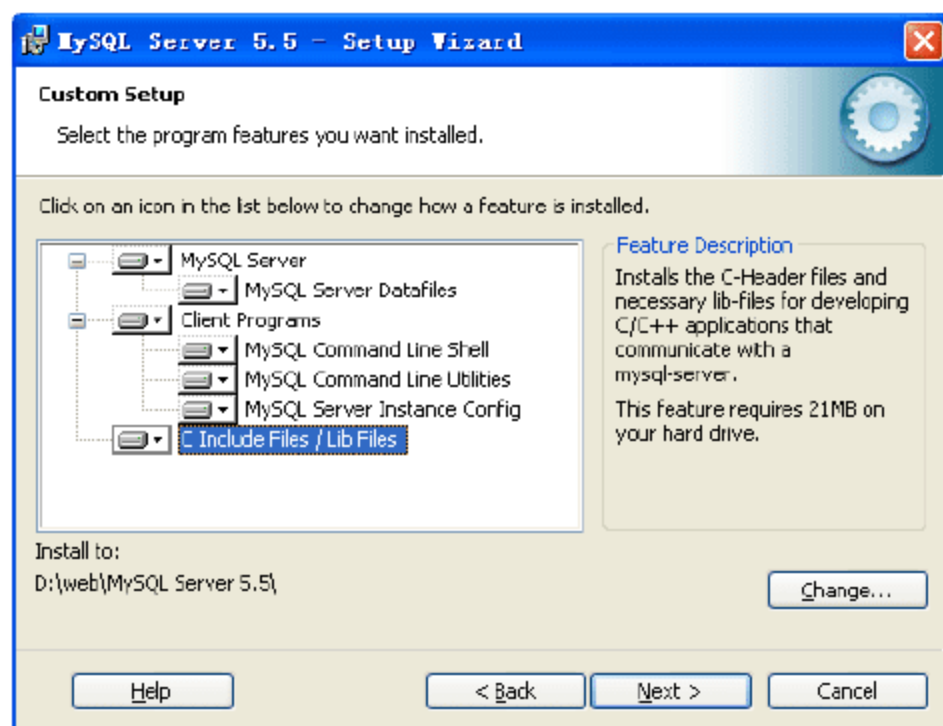 MySQL Server 5.5 - Setup Wizard
Custom Setup
Select the program features you want installed.
Click on an icon in the list below to change how a feature is installed.
MySQL Server
MySQL Server Datafiles
Client Programs
MySQL Command Line Shell
MySQL Command Line Utilities
MySQL Server Instance Config
C Include Files / Lib Files
Feature Description
Installs the C-Header files and
necessary lib-files for developing
C/C++ applications that
communicate with a
mysql-server.
This feature requires 21MB on
your hard drive.
Install to:
D:\web\MySQL Server 5.5\
Change...
Help
< Back
Next >
Cancel